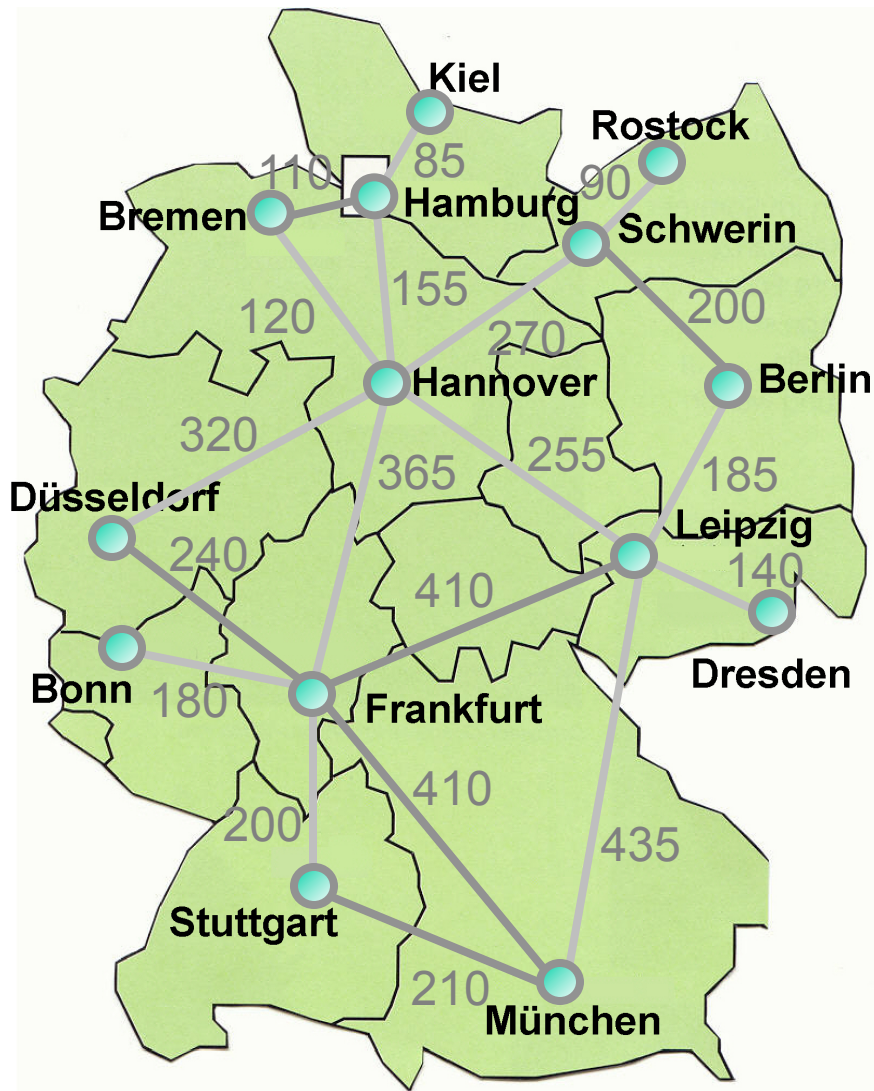 Kiel
Rostock
110
85
90
Bremen
Hamburg
Schwerin
155
120
200
270
Hannover
Berlin
320
255
365
185
Düsseldorf
Leipzig
240
140
410
Bonn
180
Dresden
Frankfurt
410
200
435
Stuttgart
210
München